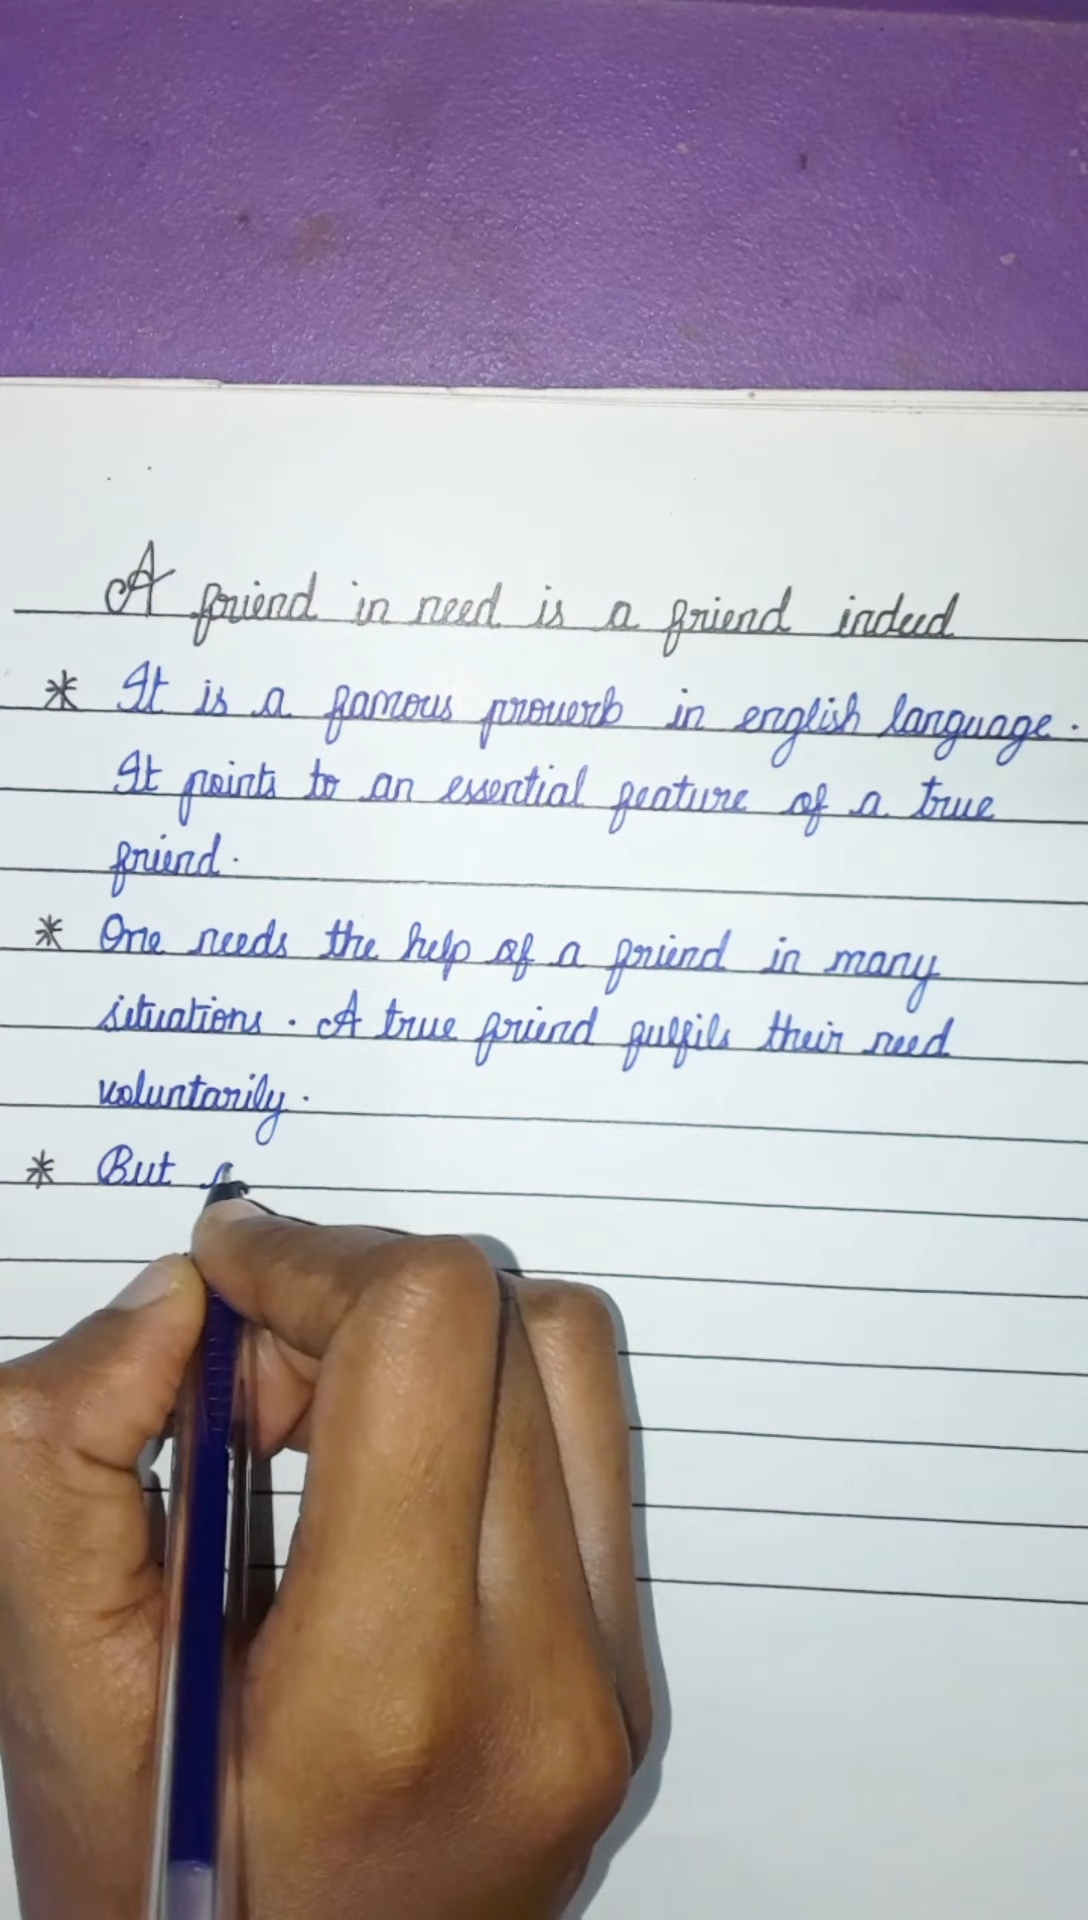 A friend in need is a friend indeed
* It is a famous proverb in english language.
It points to an essential feature of a true
friend.
* One needs the help of a friend in many
situations. A true friend fulfils their need
voluntarily.
* But